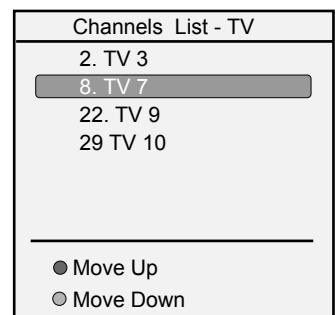 Channels List - TV
2. TV 3
8. TV 7
22. TV 9
29 TV 10
Move Up
Move Down